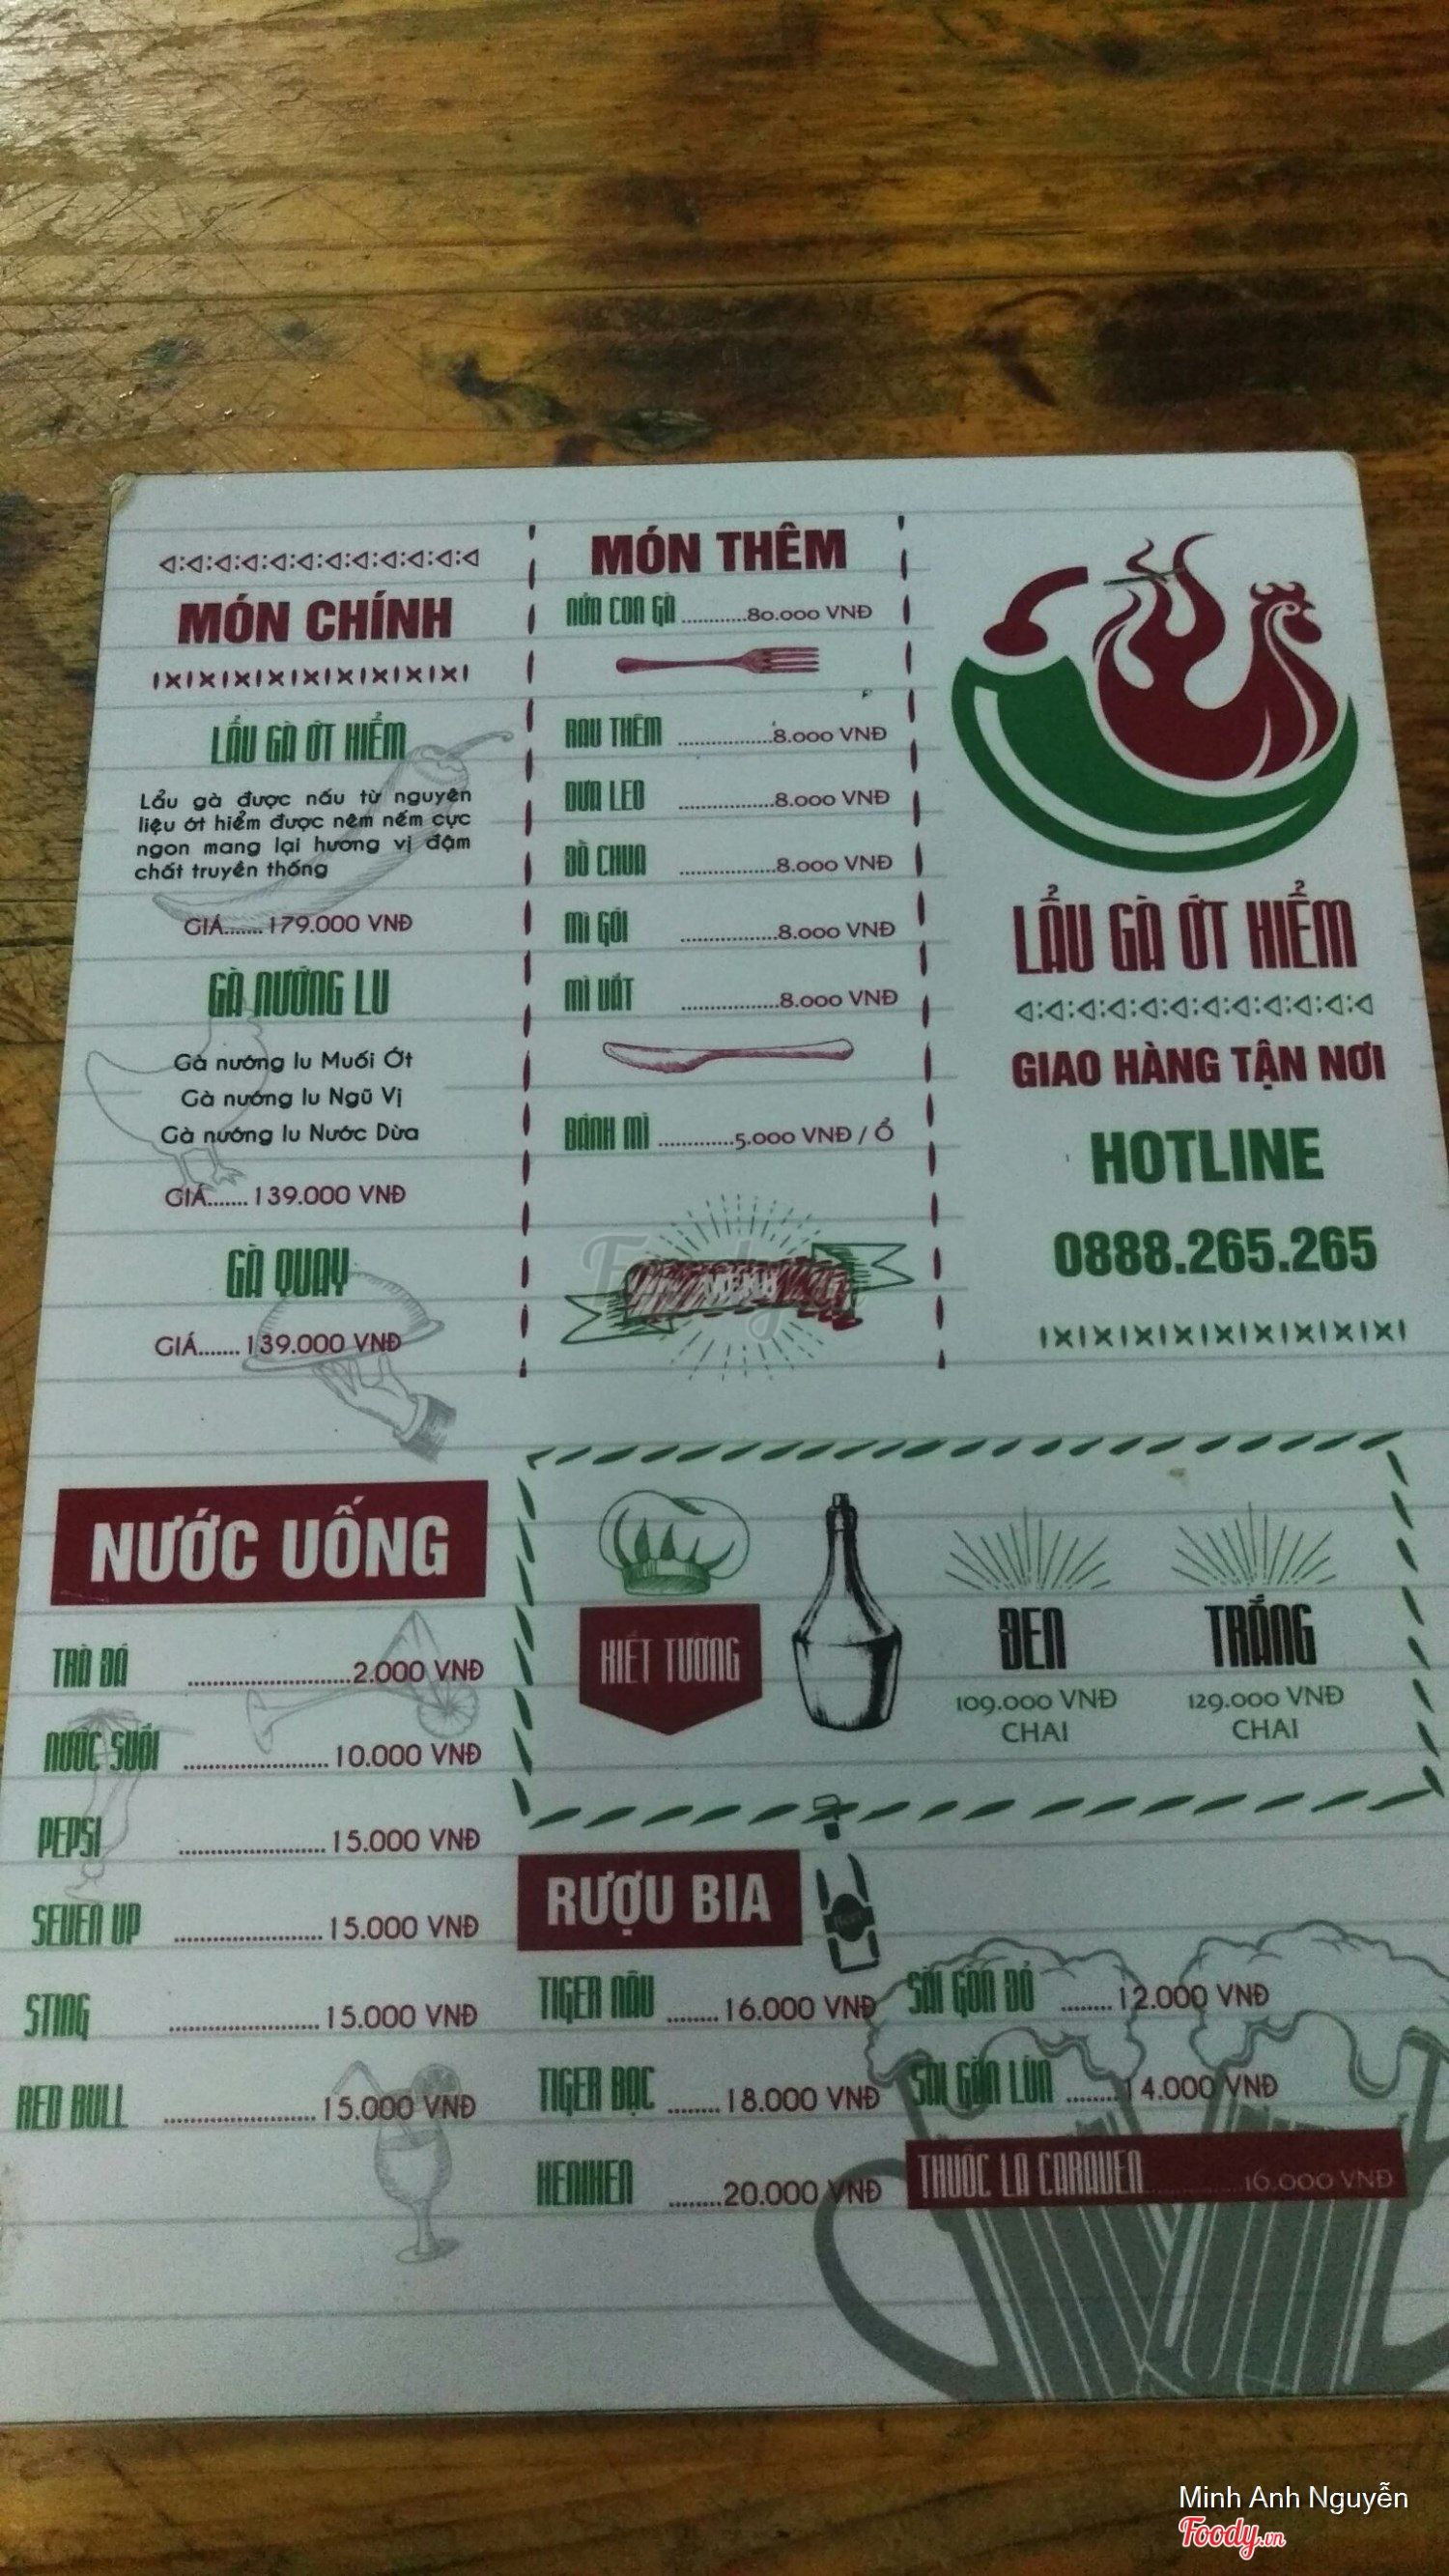 MÓN CHÍNH
LẨU GÀ ỚT HIỂM
Lẩu gà được nấu từ nguyên
liệu ớt hiểm được nêm nếm cực
ngon mang lại hương vị đậm
chất truyền thống
GIÁ.......179.000 VNĐ
GÀ NƯỚNG LU
Gà nướng lu Muối Ớt
Gà nướng lu Ngũ Vị
Gà nướng lu Nước Dừa
GIÁ.......139.000 VNĐ
GÀ QUAY
GIÁ.......139.000 VNĐ
MÓN THÊM
NỬA CON GÀ ............80.000 VNĐ
RAU THÊM .................8.000 VNĐ
DƯA LEO .................8.000 VNĐ
ĐỒ CHUA .................8.000 VNĐ
MÌ GÓI .................8.000 VNĐ
MÌ VẮT .................8.000 VNĐ
BÁNH MÌ .............5.000 VNĐ / Ổ
LẨU GÀ ỚT HIỂM
GIAO HÀNG TẬN NƠI
HOTLINE
0888.265.265
NƯỚC UỐNG
TRÀ ĐÁ ............................2.000 VNĐ
NƯỚC SUỐI .........................10.000 VNĐ
PEPSI .........................15.000 VNĐ
SEVEN UP .........................15.000 VNĐ
STING .........................15.000 VNĐ
RED BULL .........................15.000 VNĐ
KIẾT TƯỜNG
ĐEN
109.000 VNĐ
CHAI
TRẮNG
129.000 VNĐ
CHAI
RƯỢU BIA
Beer
TIGER NÂU ........16.000 VNĐ
TIGER BẠC ........18.000 VNĐ
HENIKEN ........20.000 VNĐ
SÀI GÒN ĐỎ ........12.000 VNĐ
SÀI GÒN LÙN ........14.000 VNĐ
THUỐC LÁ CARAVEN................16.000 VNĐ
Foody
Minh Anh Nguyễn
Foody.vn